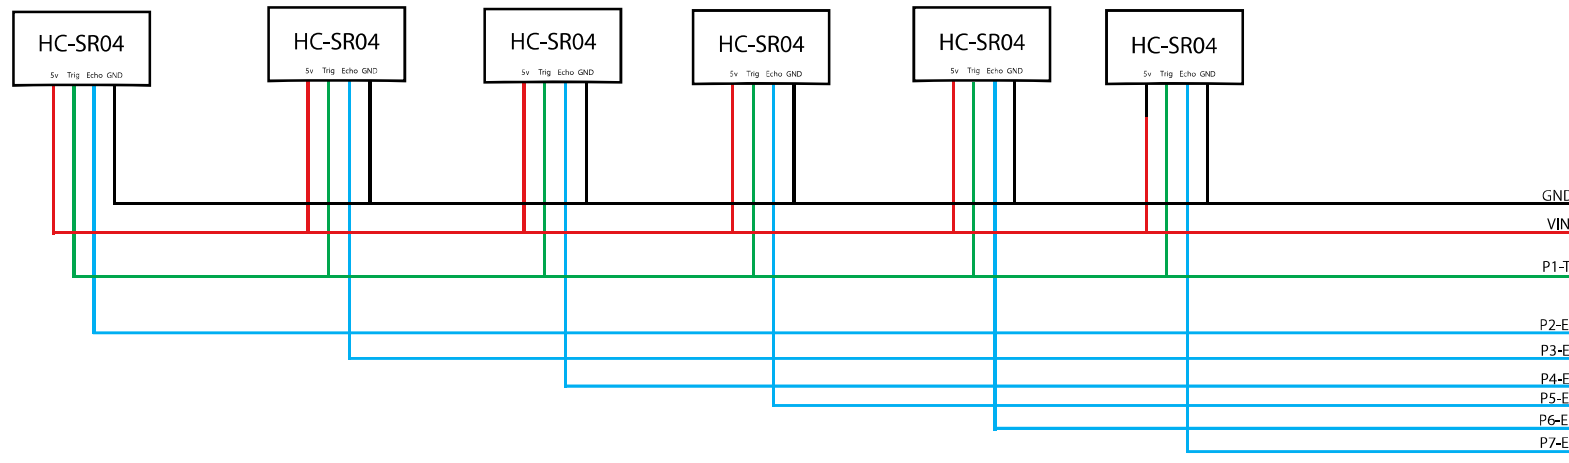 HC-SR04
5v Trig Echo GND
HC-SR04
5v Trig Echo GND
HC-SR04
5v Trig Echo GND
HC-SR04
5v Trig Echo GND
HC-SR04
5v Trig Echo GND
HC-SR04
5v Trig Echo GND
GND
VIN
P1-T
P2-E
P3-E
P4-E
P5-E
P6-E
P7-E